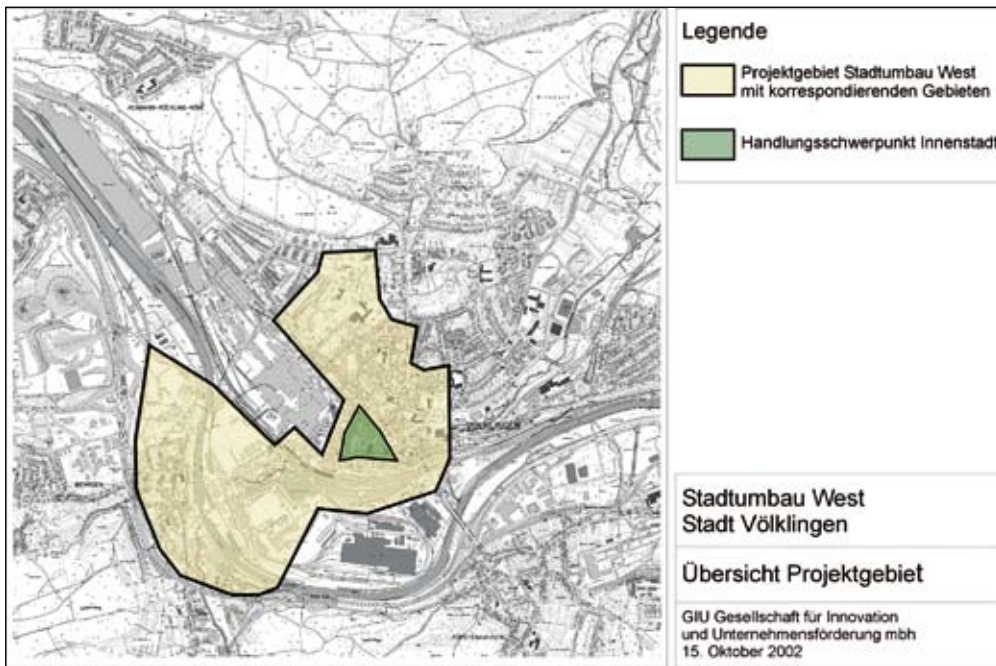 Legende
Projektgebiet Stadtumbau West
mit korrespondierenden Gebieten
Handlungsschwerpunkt Innenstadt
Stadtumbau West
Stadt Völklingen
Übersicht Projektgebiet
GIU Gesellschaft für Innovation
und Unternehmensförderung mbh
15. Oktober 2002